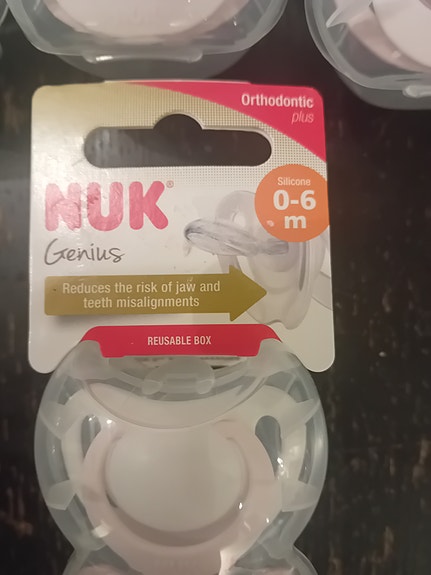 Orthodontic
plus
NUK®
Silicone
0-6
m
Genius
Reduces the risk of jaw and
teeth misalignments
REUSABLE BOX